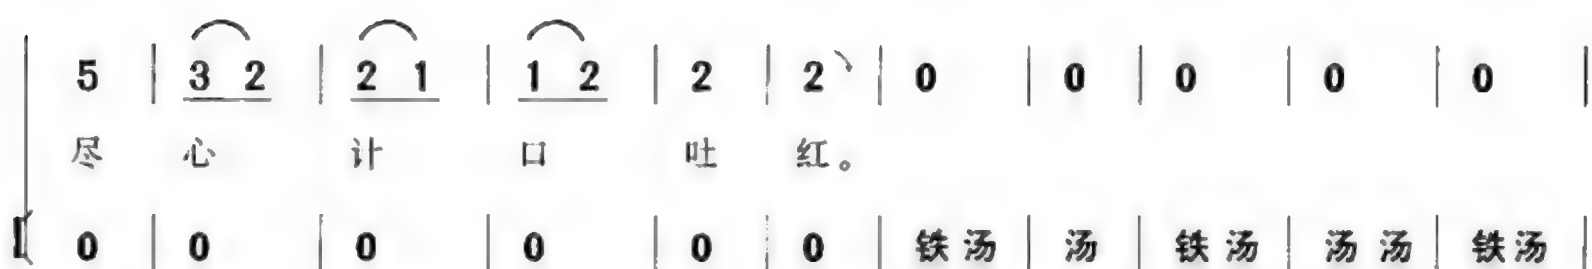 5 | 3 2 | 2 1 | 1 2 | 2 | 2 | 0 | 0 | 0 | 0 | 0 |
尽 心 计 口 吐 红。
0 | 0 | 0 | 0 | 0 | 0 | 铁 汤 | 汤 | 铁 汤 | 汤 汤 | 铁 汤 |